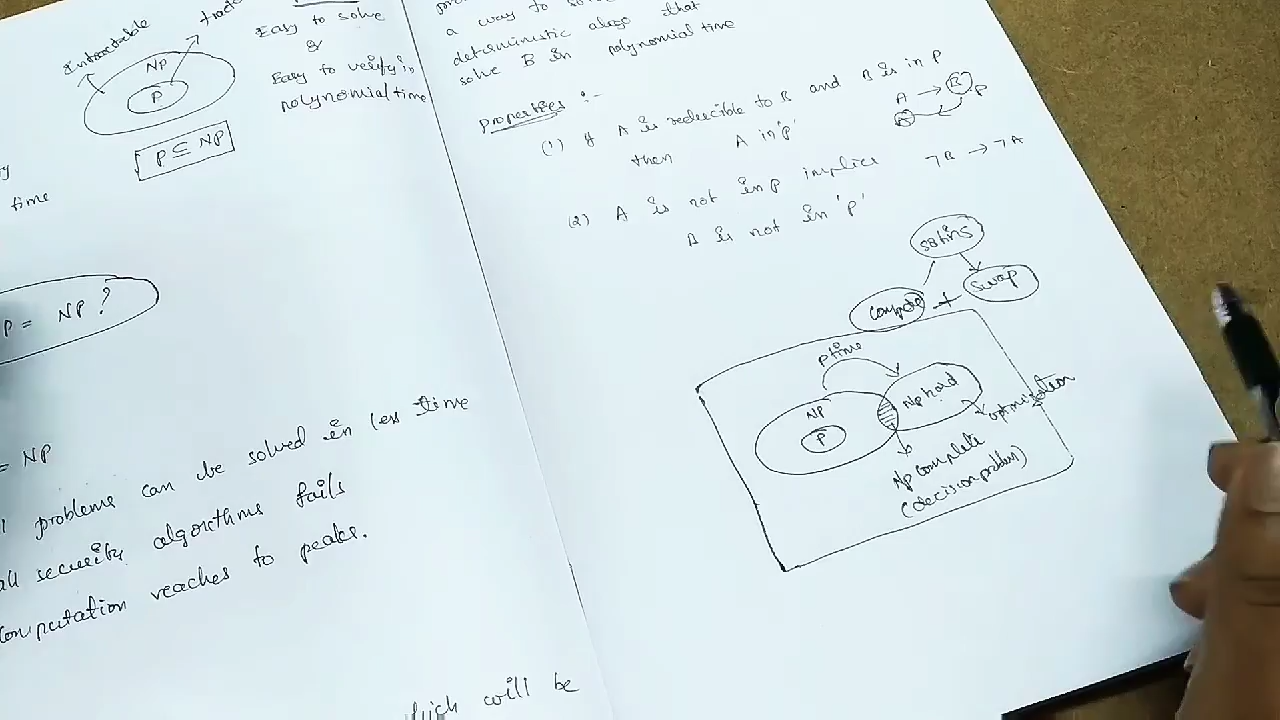 Intractable
NP
P
P ⊆ NP
Easy to solve
&
Easy to verify in
polynomial time
time
P = NP ?
= NP
problems can be solved in less time
all security algorithms fails
Computation reaches to peaks.
which will be
a way to
deterministic algo that
solve B in polynomial time
Properties :-
(1) If A is reducible to B and B is in P
then A in 'P'
A → B P
A
(2) A is not in P implies
B is not in 'P'
¬B → ¬A
swap
compare +
ptime
NP
P
NP hard
optimization
NP complete
(decision problem)